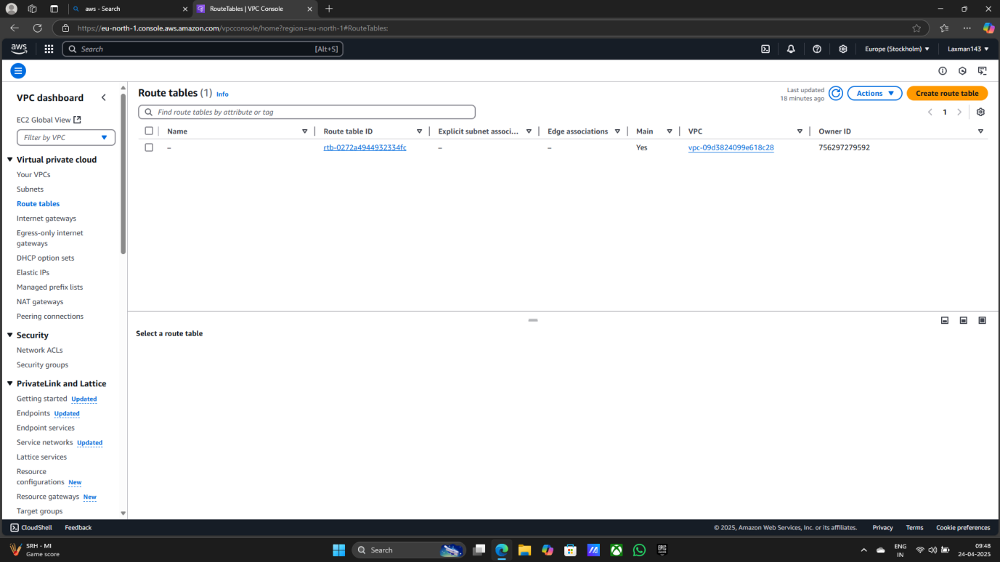 aws - Search
RouteTables | VPC Console
https://eu-north-1.console.aws.amazon.com/vpcconsole/home?region=eu-north-1#RouteTables:
aws
Search [Alt+S]
Europe (Stockholm) Laxman143
VPC dashboard
EC2 Global View
Filter by VPC
Virtual private cloud
Your VPCs
Subnets
Route tables
Internet gateways
Egress-only internet
gateways
DHCP option sets
Elastic IPs
Managed prefix lists
NAT gateways
Peering connections
Security
Network ACLs
Security groups
PrivateLink and Lattice
Getting started Updated
Endpoints Updated
Endpoint services
Service networks Updated
Lattice services
Resource
configurations New
Resource gateways New
Target groups
Route tables (1) Info
Last updated
18 minutes ago
Actions
Create route table
Find route tables by attribute or tag
1
Name Route table ID Explicit subnet associ... Edge associations Main VPC Owner ID
– rtb-0272a4944932334fc – – Yes vpc-09d3824099e618c28 756297279592
Select a route table
CloudShell Feedback
© 2025, Amazon Web Services, Inc. or its affiliates. Privacy Terms Cookie preferences
SRH - MI
Game score
Search
EPIC
ENG
IN
09:48
24-04-2025